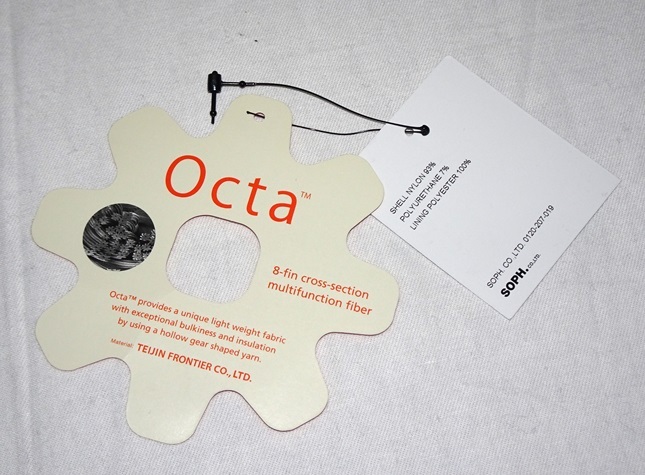 Octa™
8-fin cross-section
multifunction fiber
Octa™ provides a unique light weight fabric
with exceptional bulkiness and insulation
by using a hollow gear shaped yarn.
Material: TEIJIN FRONTIER CO., LTD.
SHELL NYLON 93%
POLYURETHANE 7%
LINING POLYESTER 100%
SOPH. CO.,LTD. 0120-207-019
SOPH. CO.,LTD.